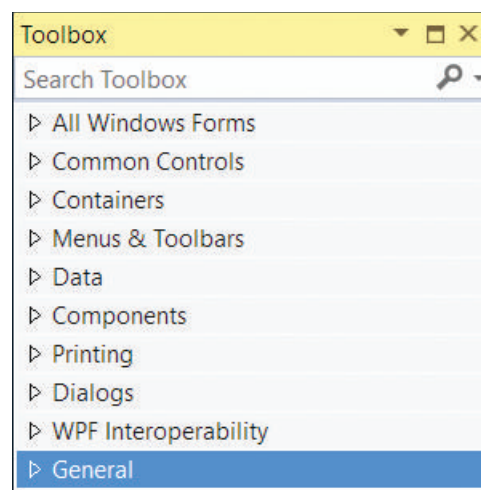 Toolbox
Search Toolbox
All Windows Forms
Common Controls
Containers
Menus & Toolbars
Data
Components
Printing
Dialogs
WPF Interoperability
General